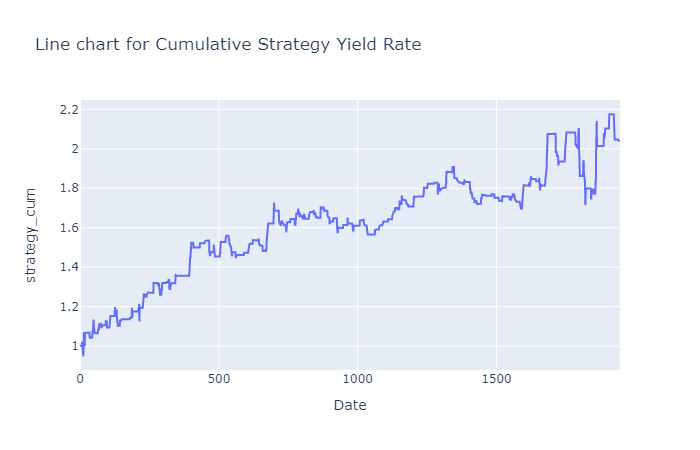 Line chart for Cumulative Strategy Yield Rate
2.2
2
1.8
1.6
1.4
1.2
1
strategy_cum
0 500 1000 1500
Date